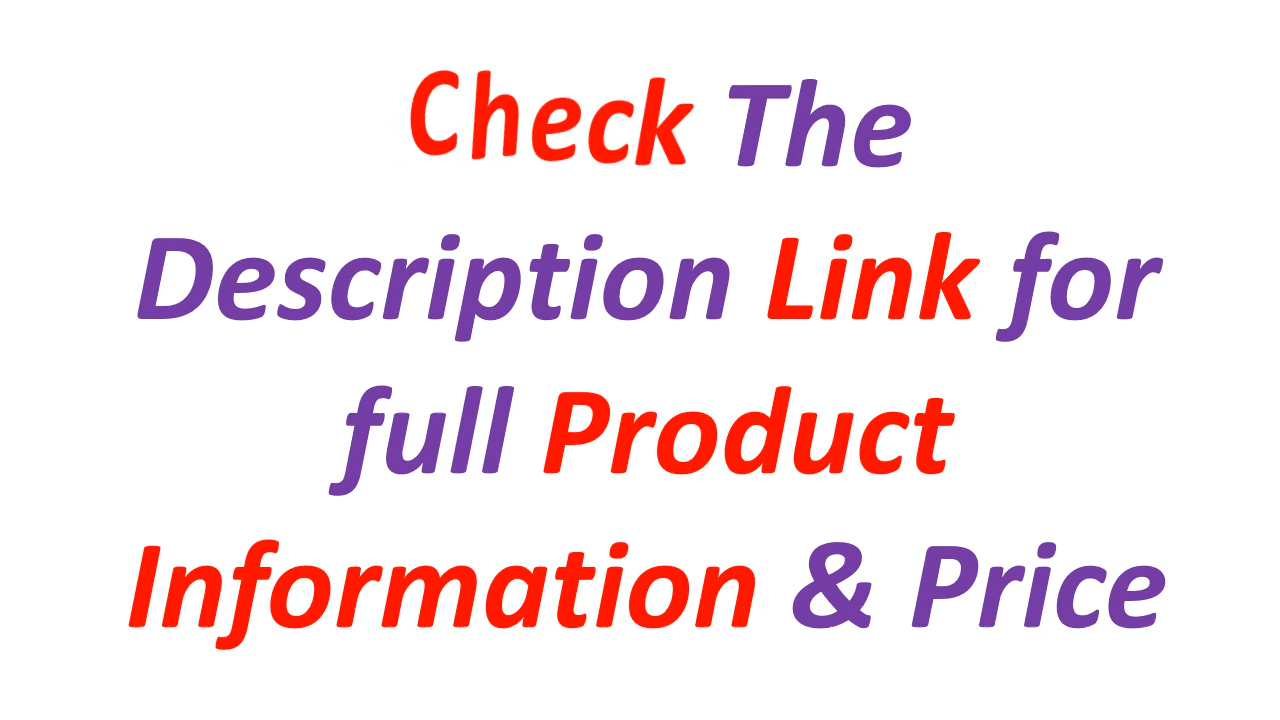 Check The
Description Link for
full Product
Information & Price